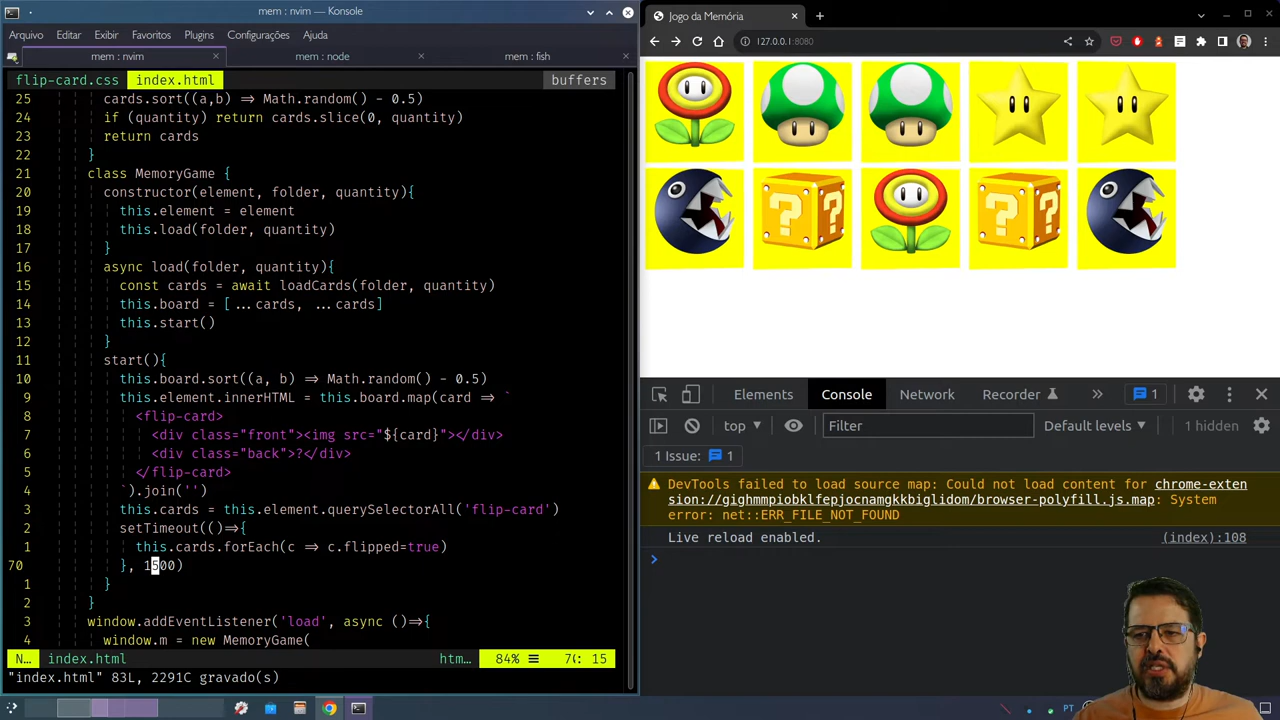 mem : nvim — Konsole
Arquivo Editar Exibir Favoritos Plugins Configurações Ajuda
mem : nvim mem : node mem : fish
flip-card.css index.html buffers
25 cards.sort((a,b) ⇒ Math.random() - 0.5)
24 if (quantity) return cards.slice(0, quantity)
23 return cards
22 }
21 class MemoryGame {
20 constructor(element, folder, quantity){
19 this.element = element
18 this.load(folder, quantity)
17 }
16 async load(folder, quantity){
15 const cards = await loadCards(folder, quantity)
14 this.board = [...cards, ...cards]
13 this.start()
12 }
11 start(){
10 this.board.sort((a, b) ⇒ Math.random() - 0.5)
9 this.element.innerHTML = this.board.map(card ⇒ `
8 <flip-card>
7 <div class="front"><img src="${card}"></div>
6 <div class="back">?</div>
5 </flip-card>
4 `).join('')
3 this.cards = this.element.querySelectorAll('flip-card')
2 setTimeout(()⇒{
1 this.cards.forEach(c ⇒ c.flipped=true)
70 }, 1500)
1 }
2 }
3 window.addEventListener('load', async ()⇒{
4 window.m = new MemoryGame(
N… index.html htm… 84% ☰ 7(: 15
"index.html" 83L, 2291C gravado(s)
Jogo da Memória
127.0.0.1:8080
Elements Console Network Recorder
1
top Filter Default levels 1 hidden
1 Issue: 1
DevTools failed to load source map: Could not load content for chrome-exten
sion://gighmmpiobklfepjocnamgkkbiglidom/browser-polyfill.js.map: System
error: net::ERR_FILE_NOT_FOUND
Live reload enabled. (index):108
PT